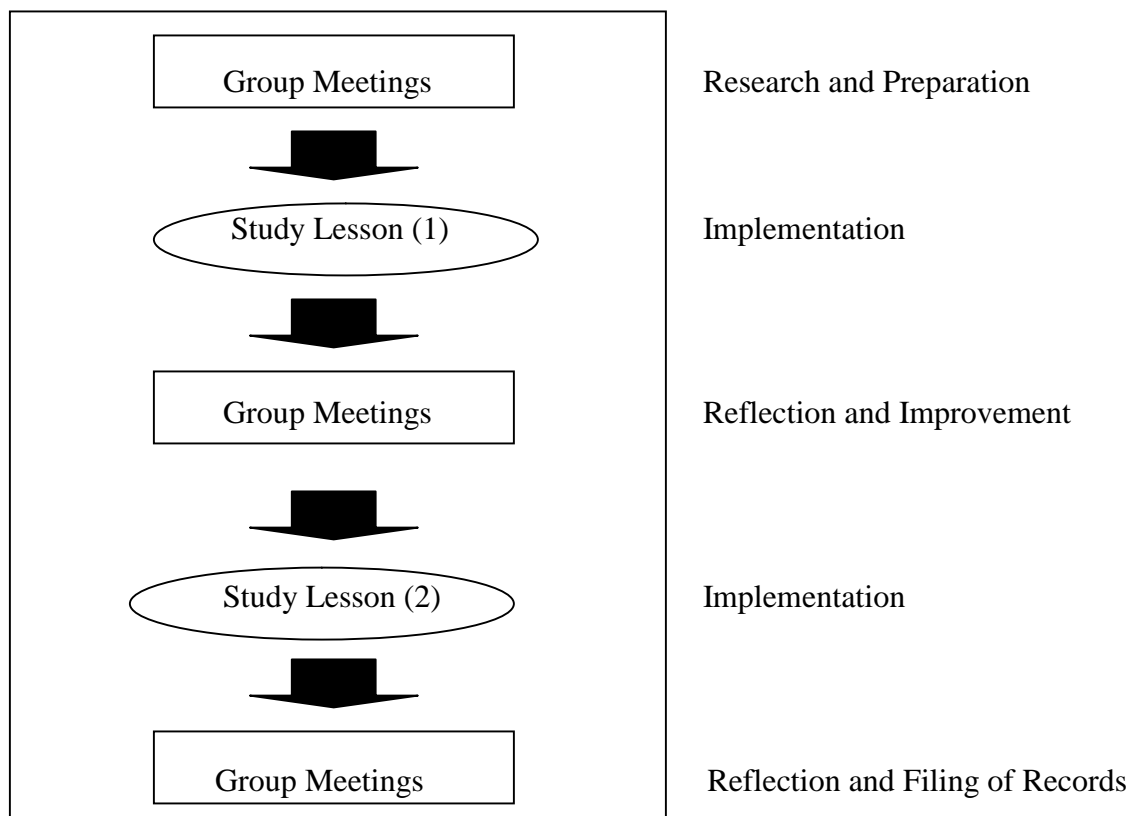 Group Meetings Research and Preparation
Study Lesson (1) Implementation
Group Meetings Reflection and Improvement
Study Lesson (2) Implementation
Group Meetings Reflection and Filing of Records